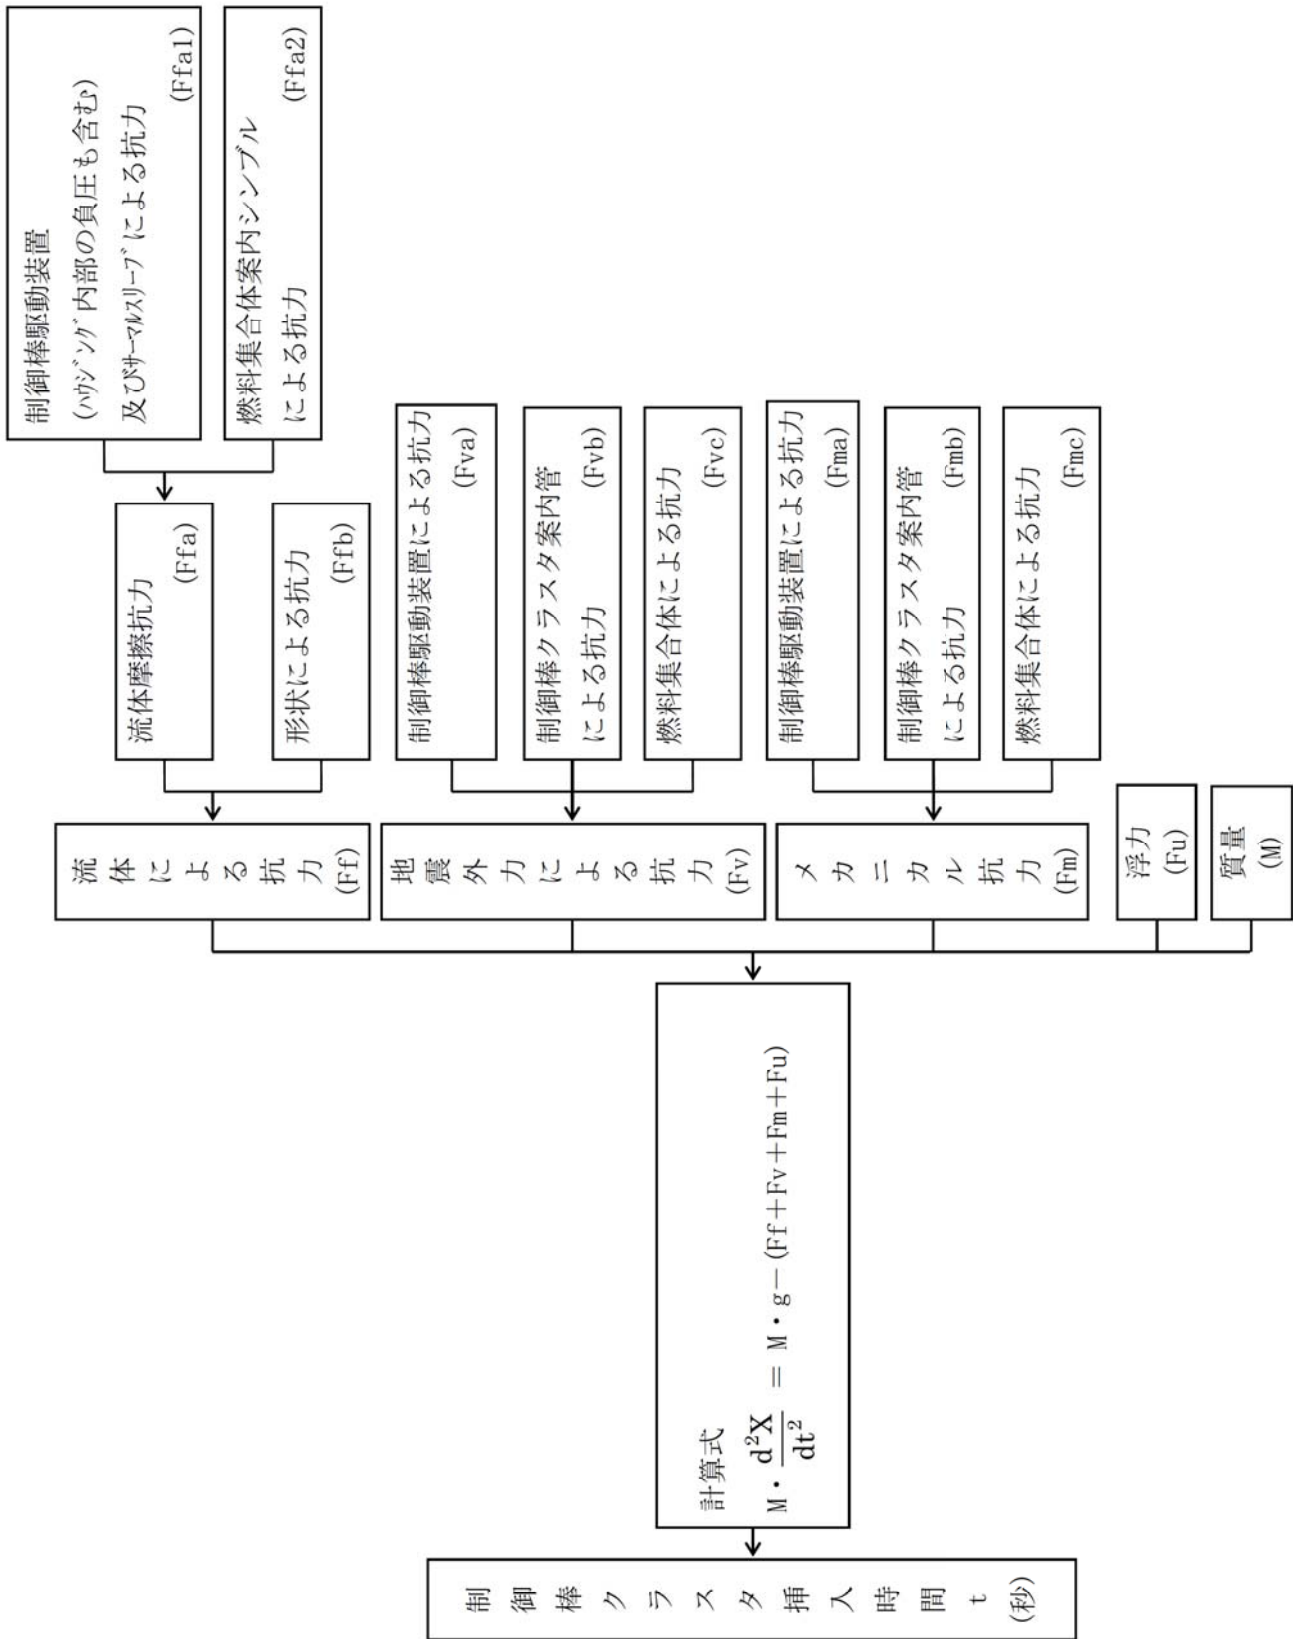 制御棒クラスタ挿入時間t
(秒)
計算式
M・d²X/dt² = M・g－(Ff＋Fv＋Fm＋Fu)
流体による抗力
(Ff)
地震外力による抗力
(Fv)
メカニカル抗力
(Fm)
浮力
(Fu)
質量
(M)
流体摩擦抗力
(Ffa)
形状による抗力
(Ffb)
制御棒駆動装置による抗力
(Fva)
制御棒クラスタ案内管
による抗力
(Fvb)
燃料集合体による抗力
(Fvc)
制御棒駆動装置による抗力
(Fma)
制御棒クラスタ案内管
による抗力
(Fmb)
燃料集合体による抗力
(Fmc)
制御棒駆動装置
(ﾊｳｼﾞﾝｸﾞ内部の負圧も含む)
及びｻｰﾏﾙｽﾘｰﾌﾞによる抗力
(Ffa1)
燃料集合体案内シンブル
による抗力
(Ffa2)